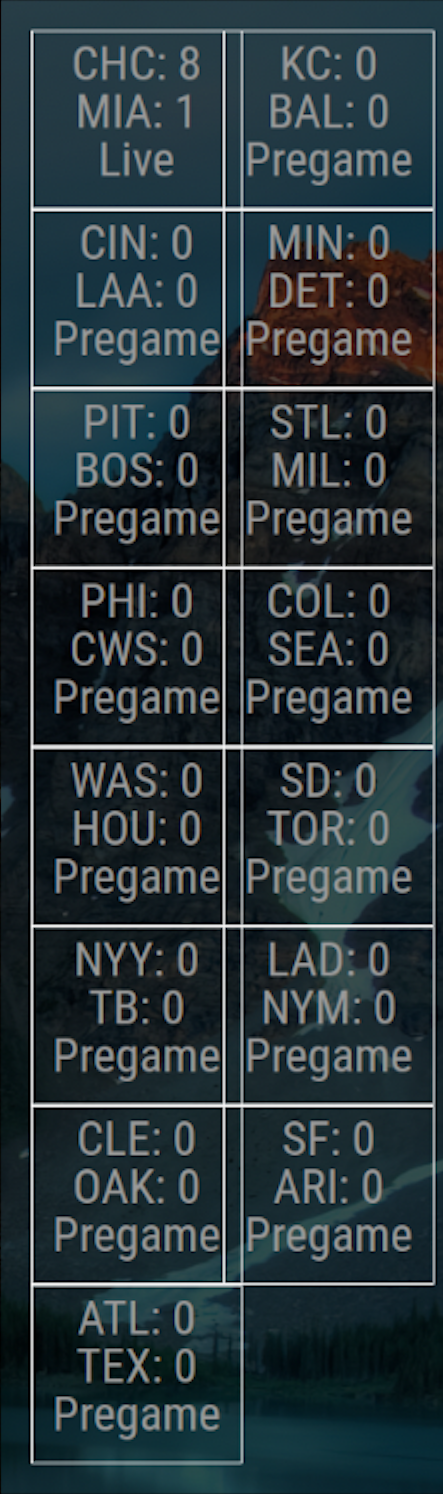 CHC: 8
MIA: 1
Live
KC: 0
BAL: 0
Pregame
CIN: 0
LAA: 0
Pregame
MIN: 0
DET: 0
Pregame
PIT: 0
BOS: 0
Pregame
STL: 0
MIL: 0
Pregame
PHI: 0
CWS: 0
Pregame
COL: 0
SEA: 0
Pregame
WAS: 0
HOU: 0
Pregame
SD: 0
TOR: 0
Pregame
NYY: 0
TB: 0
Pregame
LAD: 0
NYM: 0
Pregame
CLE: 0
OAK: 0
Pregame
SF: 0
ARI: 0
Pregame
ATL: 0
TEX: 0
Pregame